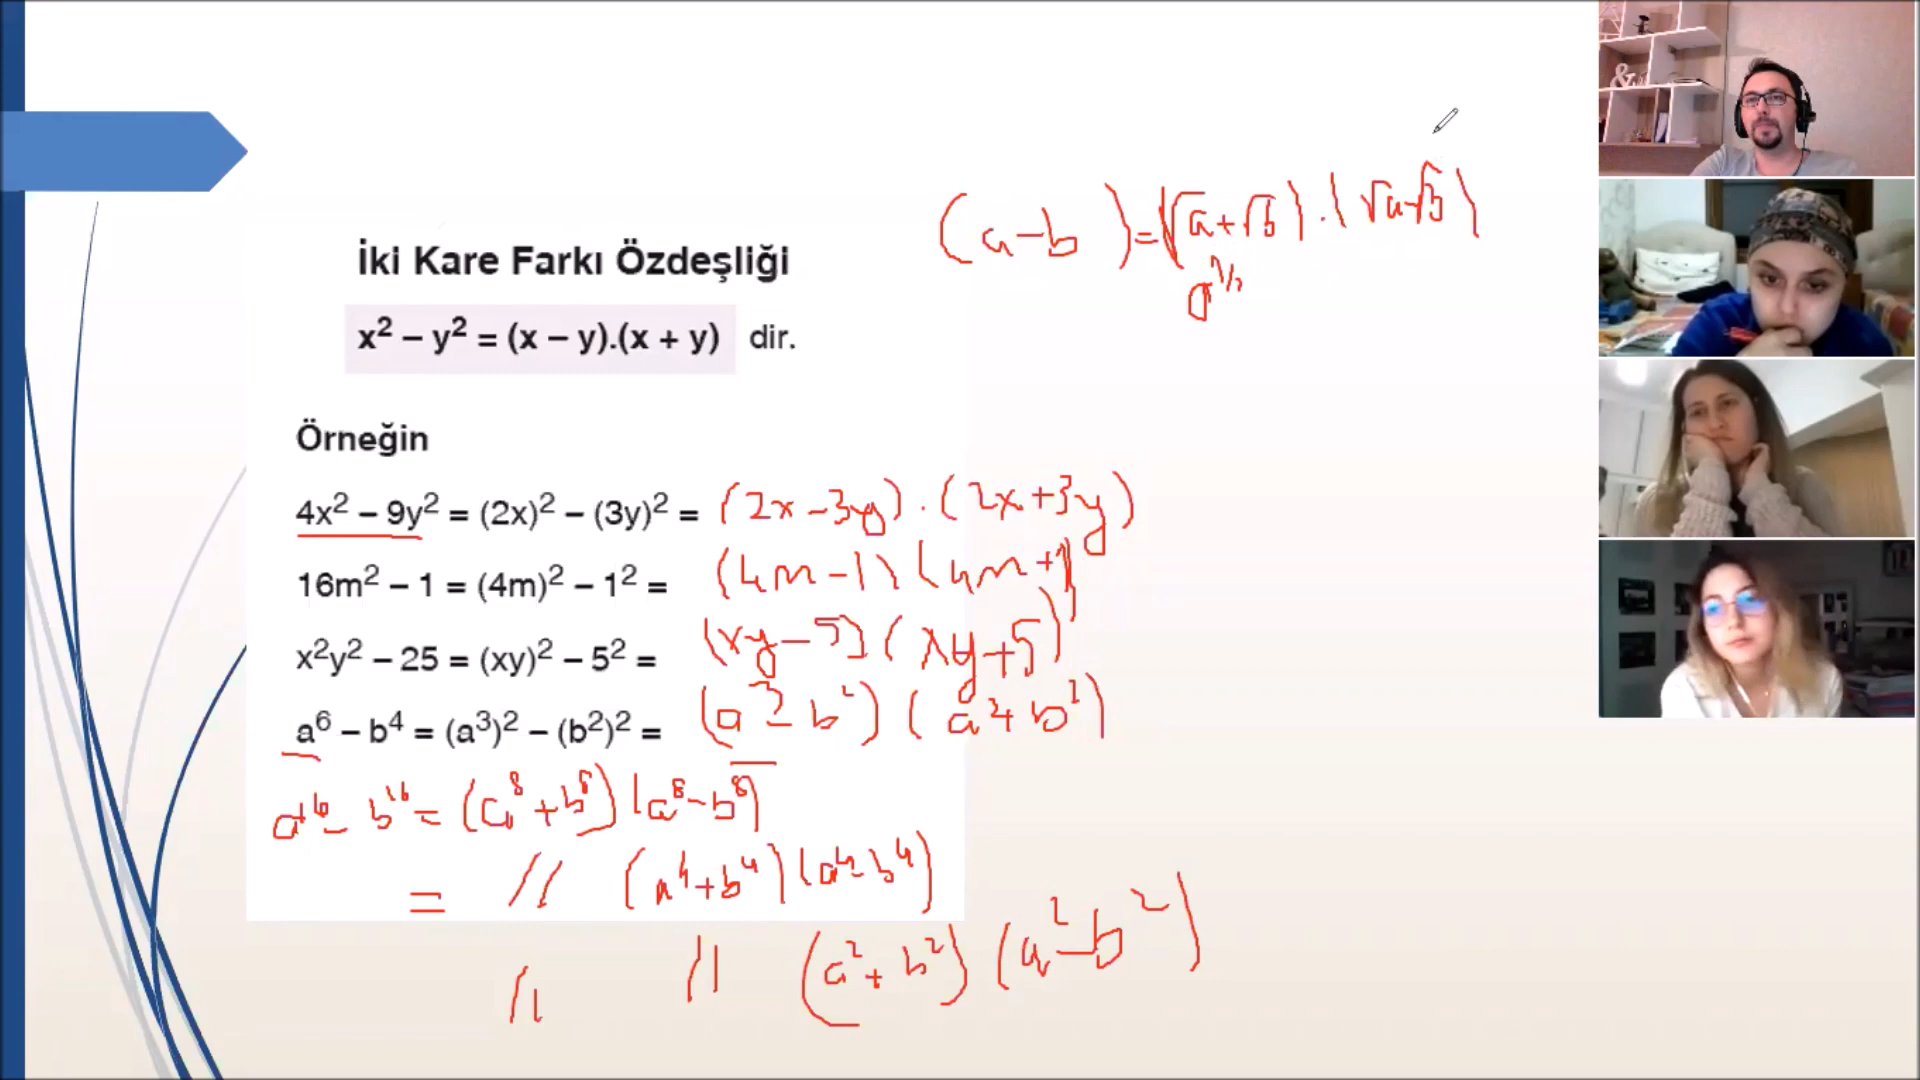 (a-b) = (√a+√b).(√a-√b)
a^1/2
İki Kare Farkı Özdeşliği
x² – y² = (x – y).(x + y) dir.
Örneğin
4x² – 9y² = (2x)² – (3y)² = (2x-3y).(2x+3y)
16m² – 1 = (4m)² – 1² = (4m-1)(4m+1)
x²y² – 25 = (xy)² – 5² = (xy-5)(xy+5)
a⁶ – b⁴ = (a³)² – (b²)² = (a³-b²)(a³+b²)
a¹⁶-b¹⁶ = (a⁸+b⁸)(a⁸-b⁸)
= // (a⁴+b⁴)(a⁴-b⁴)
// // (a²+b²)(a²-b²)